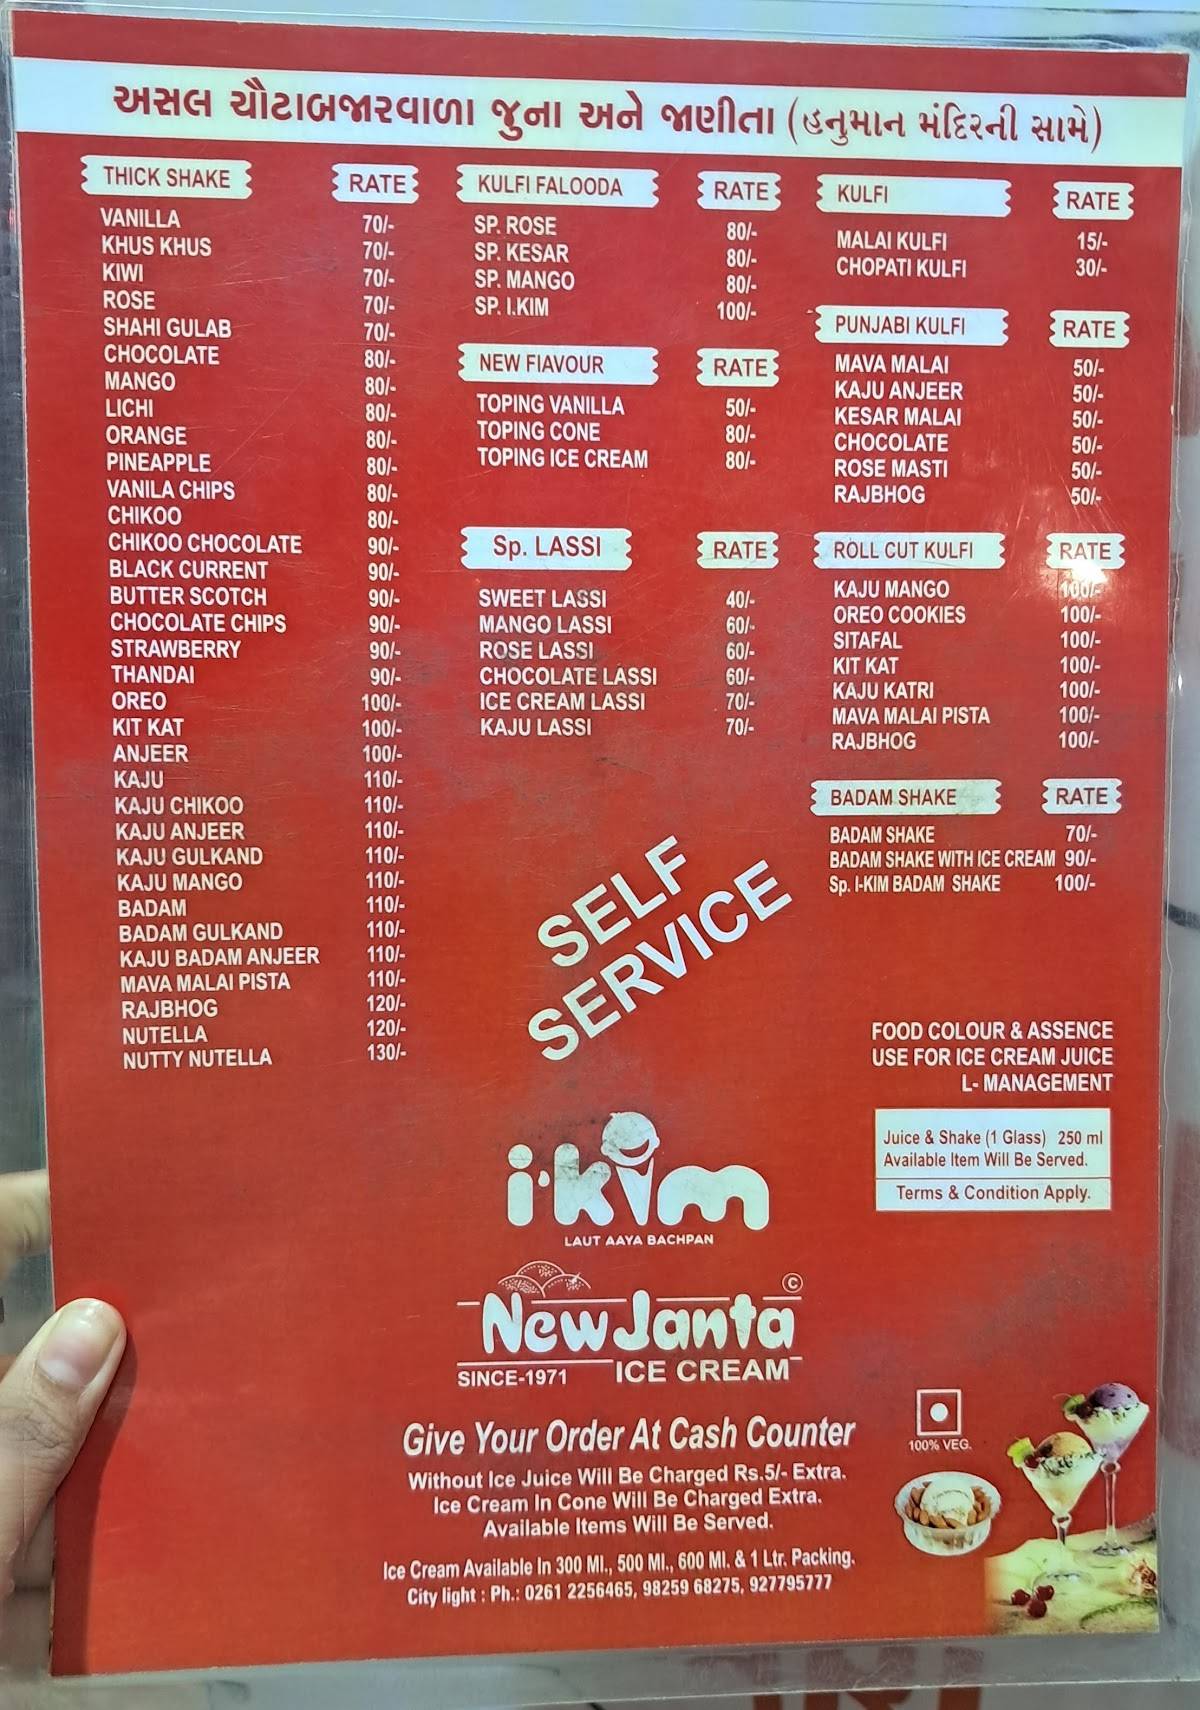 અસલ ચૌટાબજારવાળા જુના અને જાણીતા (હનુમાન મંદિરની સામે)
THICK SHAKE RATE
VANILLA 70/-
KHUS KHUS 70/-
KIWI 70/-
ROSE 70/-
SHAHI GULAB 70/-
CHOCOLATE 80/-
MANGO 80/-
LICHI 80/-
ORANGE 80/-
PINEAPPLE 80/-
VANILA CHIPS 80/-
CHIKOO 80/-
CHIKOO CHOCOLATE 90/-
BLACK CURRENT 90/-
BUTTER SCOTCH 90/-
CHOCOLATE CHIPS 90/-
STRAWBERRY 90/-
THANDAI 90/-
OREO 100/-
KIT KAT 100/-
ANJEER 100/-
KAJU 110/-
KAJU CHIKOO 110/-
KAJU ANJEER 110/-
KAJU GULKAND 110/-
KAJU MANGO 110/-
BADAM 110/-
BADAM GULKAND 110/-
KAJU BADAM ANJEER 110/-
MAVA MALAI PISTA 110/-
RAJBHOG 120/-
NUTELLA 120/-
NUTTY NUTELLA 130/-
KULFI FALOODA RATE
SP. ROSE 80/-
SP. KESAR 80/-
SP. MANGO 80/-
SP. I.KIM 100/-
NEW FIAVOUR RATE
TOPING VANILLA 50/-
TOPING CONE 80/-
TOPING ICE CREAM 80/-
Sp. LASSI RATE
SWEET LASSI 40/-
MANGO LASSI 60/-
ROSE LASSI 60/-
CHOCOLATE LASSI 60/-
ICE CREAM LASSI 70/-
KAJU LASSI 70/-
KULFI RATE
MALAI KULFI 15/-
CHOPATI KULFI 30/-
PUNJABI KULFI RATE
MAVA MALAI 50/-
KAJU ANJEER 50/-
KESAR MALAI 50/-
CHOCOLATE 50/-
ROSE MASTI 50/-
RAJBHOG 50/-
ROLL CUT KULFI RATE
KAJU MANGO 100/-
OREO COOKIES 100/-
SITAFAL 100/-
KIT KAT 100/-
KAJU KATRI 100/-
MAVA MALAI PISTA 100/-
RAJBHOG 100/-
BADAM SHAKE RATE
BADAM SHAKE 70/-
BADAM SHAKE WITH ICE CREAM 90/-
Sp. I-KIM BADAM SHAKE 100/-
SELF
SERVICE
FOOD COLOUR & ASSENCE
USE FOR ICE CREAM JUICE
L- MANAGEMENT
Juice & Shake (1 Glass) 250 ml
Available Item Will Be Served.
Terms & Condition Apply.
i'kim
LAUT AAYA BACHPAN
©
New Janta
SINCE-1971 ICE CREAM
Give Your Order At Cash Counter
100% VEG.
Without Ice Juice Will Be Charged Rs.5/- Extra.
Ice Cream In Cone Will Be Charged Extra.
Available Items Will Be Served.
Ice Cream Available In 300 Ml., 500 Ml., 600 Ml. & 1 Ltr. Packing.
City light : Ph.: 0261 2256465, 98259 68275, 927795777